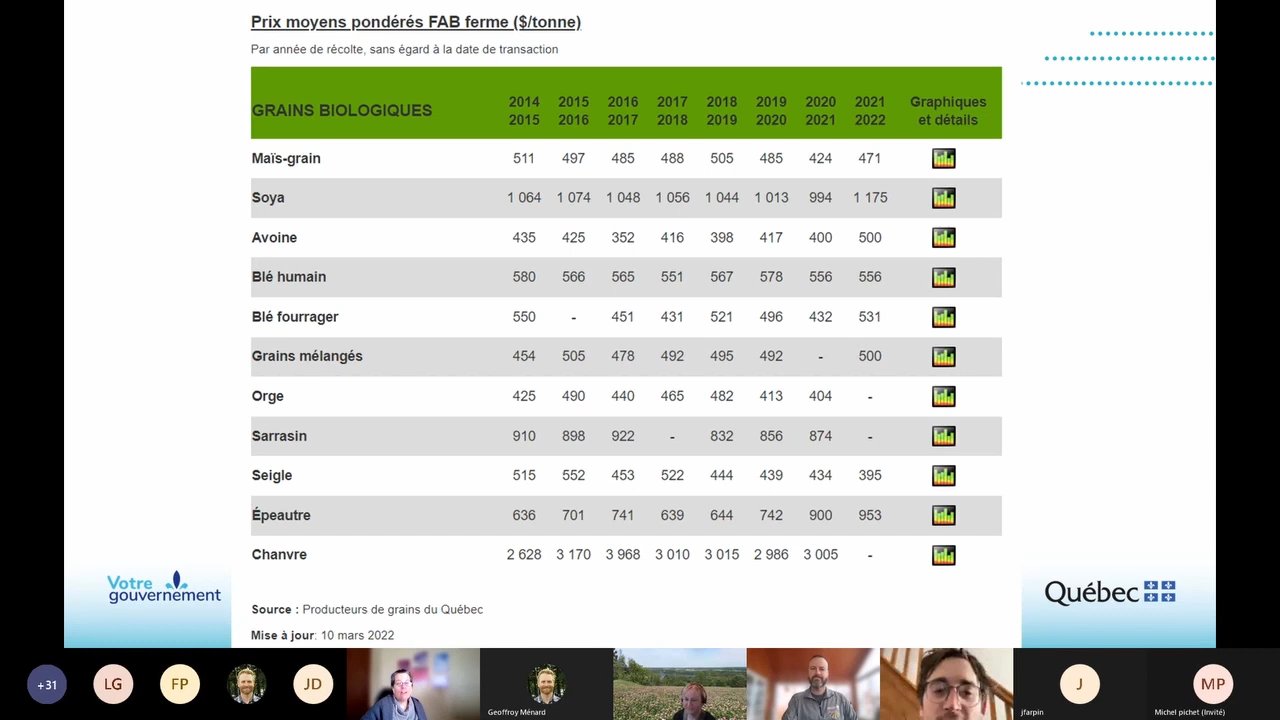 Prix moyens pondérés FAB ferme ($/tonne)
Par année de récolte, sans égard à la date de transaction
GRAINS BIOLOGIQUES 2014 2015 2016 2017 2018 2019 2020 2021 Graphiques
2015 2016 2017 2018 2019 2020 2021 2022 et détails
Maïs-grain 511 497 485 488 505 485 424 471
Soya 1 064 1 074 1 048 1 056 1 044 1 013 994 1 175
Avoine 435 425 352 416 398 417 400 500
Blé humain 580 566 565 551 567 578 556 556
Blé fourrager 550 - 451 431 521 496 432 531
Grains mélangés 454 505 478 492 495 492 - 500
Orge 425 490 440 465 482 413 404 -
Sarrasin 910 898 922 - 832 856 874 -
Seigle 515 552 453 522 444 439 434 395
Épeautre 636 701 741 639 644 742 900 953
Chanvre 2 628 3 170 3 968 3 010 3 015 2 986 3 005 -
Votre
gouvernement
Québec
Source : Producteurs de grains du Québec
Mise à jour: 10 mars 2022
+31 LG FP JD J MP
Geoffroy Ménard jfarpin Michel pichet (Invité)